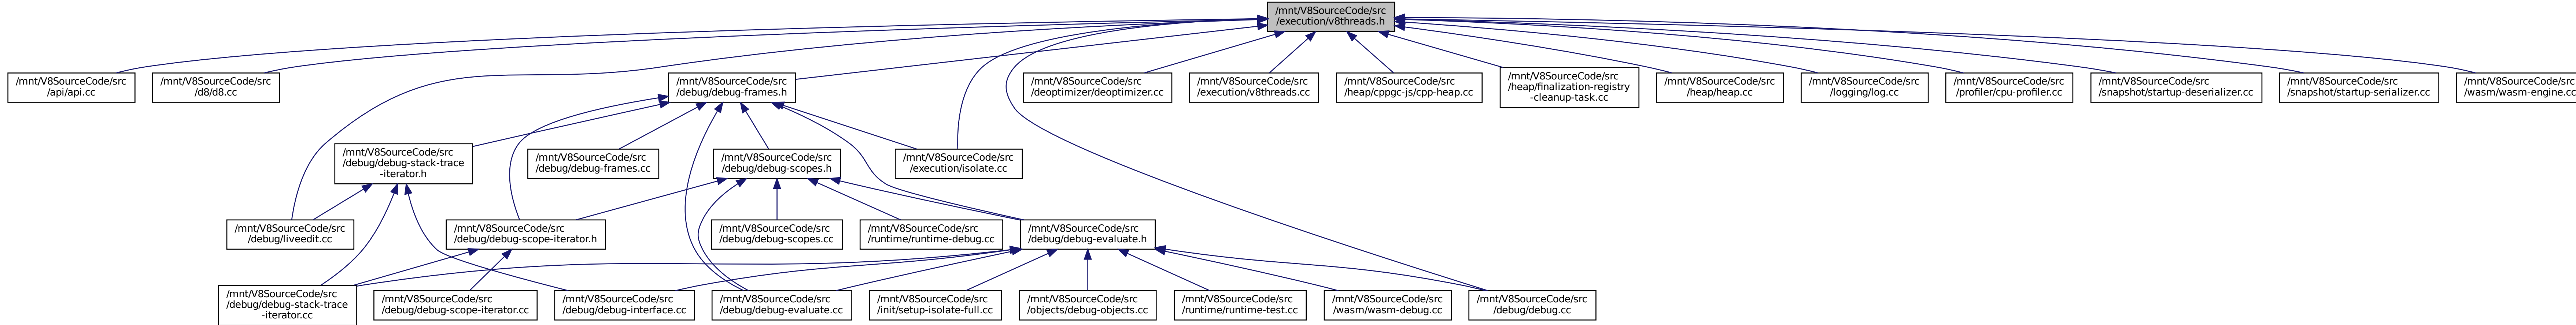 /mnt/V8SourceCode/src
/execution/v8threads.h
/mnt/V8SourceCode/src
/api/api.cc
/mnt/V8SourceCode/src
/d8/d8.cc
/mnt/V8SourceCode/src
/debug/debug-frames.h
/mnt/V8SourceCode/src
/deoptimizer/deoptimizer.cc
/mnt/V8SourceCode/src
/execution/v8threads.cc
/mnt/V8SourceCode/src
/heap/cppgc-js/cpp-heap.cc
/mnt/V8SourceCode/src
/heap/finalization-registry
-cleanup-task.cc
/mnt/V8SourceCode/src
/heap/heap.cc
/mnt/V8SourceCode/src
/logging/log.cc
/mnt/V8SourceCode/src
/profiler/cpu-profiler.cc
/mnt/V8SourceCode/src
/snapshot/startup-deserializer.cc
/mnt/V8SourceCode/src
/snapshot/startup-serializer.cc
/mnt/V8SourceCode/src
/wasm/wasm-engine.cc
/mnt/V8SourceCode/src
/debug/debug-stack-trace
-iterator.h
/mnt/V8SourceCode/src
/debug/debug-frames.cc
/mnt/V8SourceCode/src
/debug/debug-scopes.h
/mnt/V8SourceCode/src
/execution/isolate.cc
/mnt/V8SourceCode/src
/debug/liveedit.cc
/mnt/V8SourceCode/src
/debug/debug-scope-iterator.h
/mnt/V8SourceCode/src
/debug/debug-scopes.cc
/mnt/V8SourceCode/src
/runtime/runtime-debug.cc
/mnt/V8SourceCode/src
/debug/debug-evaluate.h
/mnt/V8SourceCode/src
/debug/debug-stack-trace
-iterator.cc
/mnt/V8SourceCode/src
/debug/debug-scope-iterator.cc
/mnt/V8SourceCode/src
/debug/debug-interface.cc
/mnt/V8SourceCode/src
/debug/debug-evaluate.cc
/mnt/V8SourceCode/src
/init/setup-isolate-full.cc
/mnt/V8SourceCode/src
/objects/debug-objects.cc
/mnt/V8SourceCode/src
/runtime/runtime-test.cc
/mnt/V8SourceCode/src
/wasm/wasm-debug.cc
/mnt/V8SourceCode/src
/debug/debug.cc